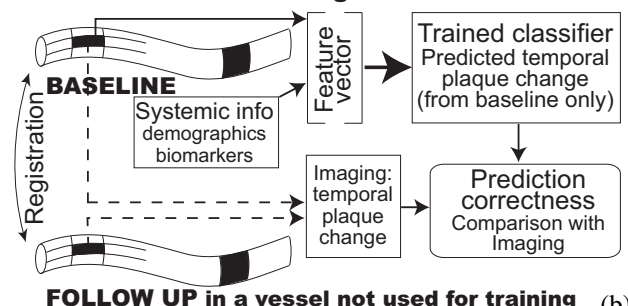 Feature
vector
Trained classifier
Predicted temporal
plaque change
(from baseline only)
BASELINE
Systemic info
demographics
biomarkers
Registration
Imaging:
temporal
plaque
change
Prediction
correctness
Comparison with
Imaging
FOLLOW UP in a vessel not used for training (b)